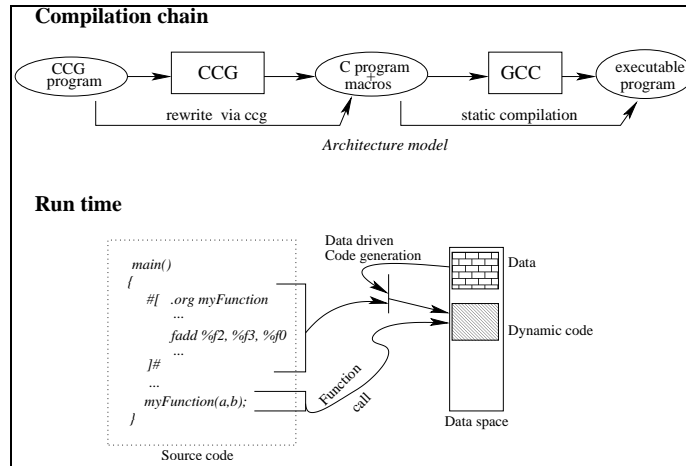 Compilation chain
CCG
program
CCG
C program
+
macros
GCC
executable
program
rewrite via ccg
static compilation
Architecture model
Run time
Data driven
Code generation
main()
{
#[ .org myFunction
...
fadd %f2, %f3, %f0
...
]#
...
myFunction(a,b);
}
Source code
Function
call
Data
Dynamic code
Data space